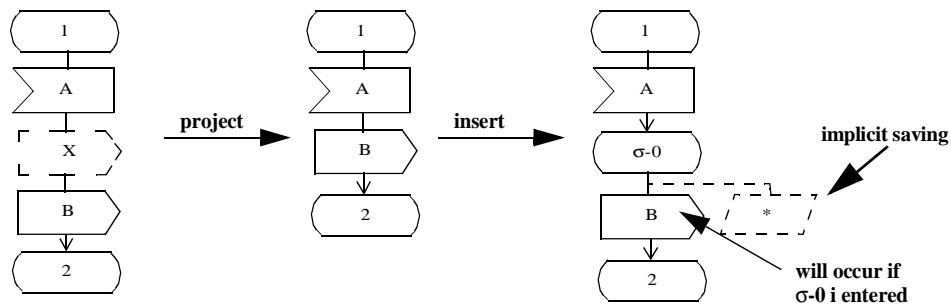 1
A
X
B
2
project
1
A
B
2
insert
1
A
σ-0
B
*
2
implicit saving
will occur if
σ-0 i entered